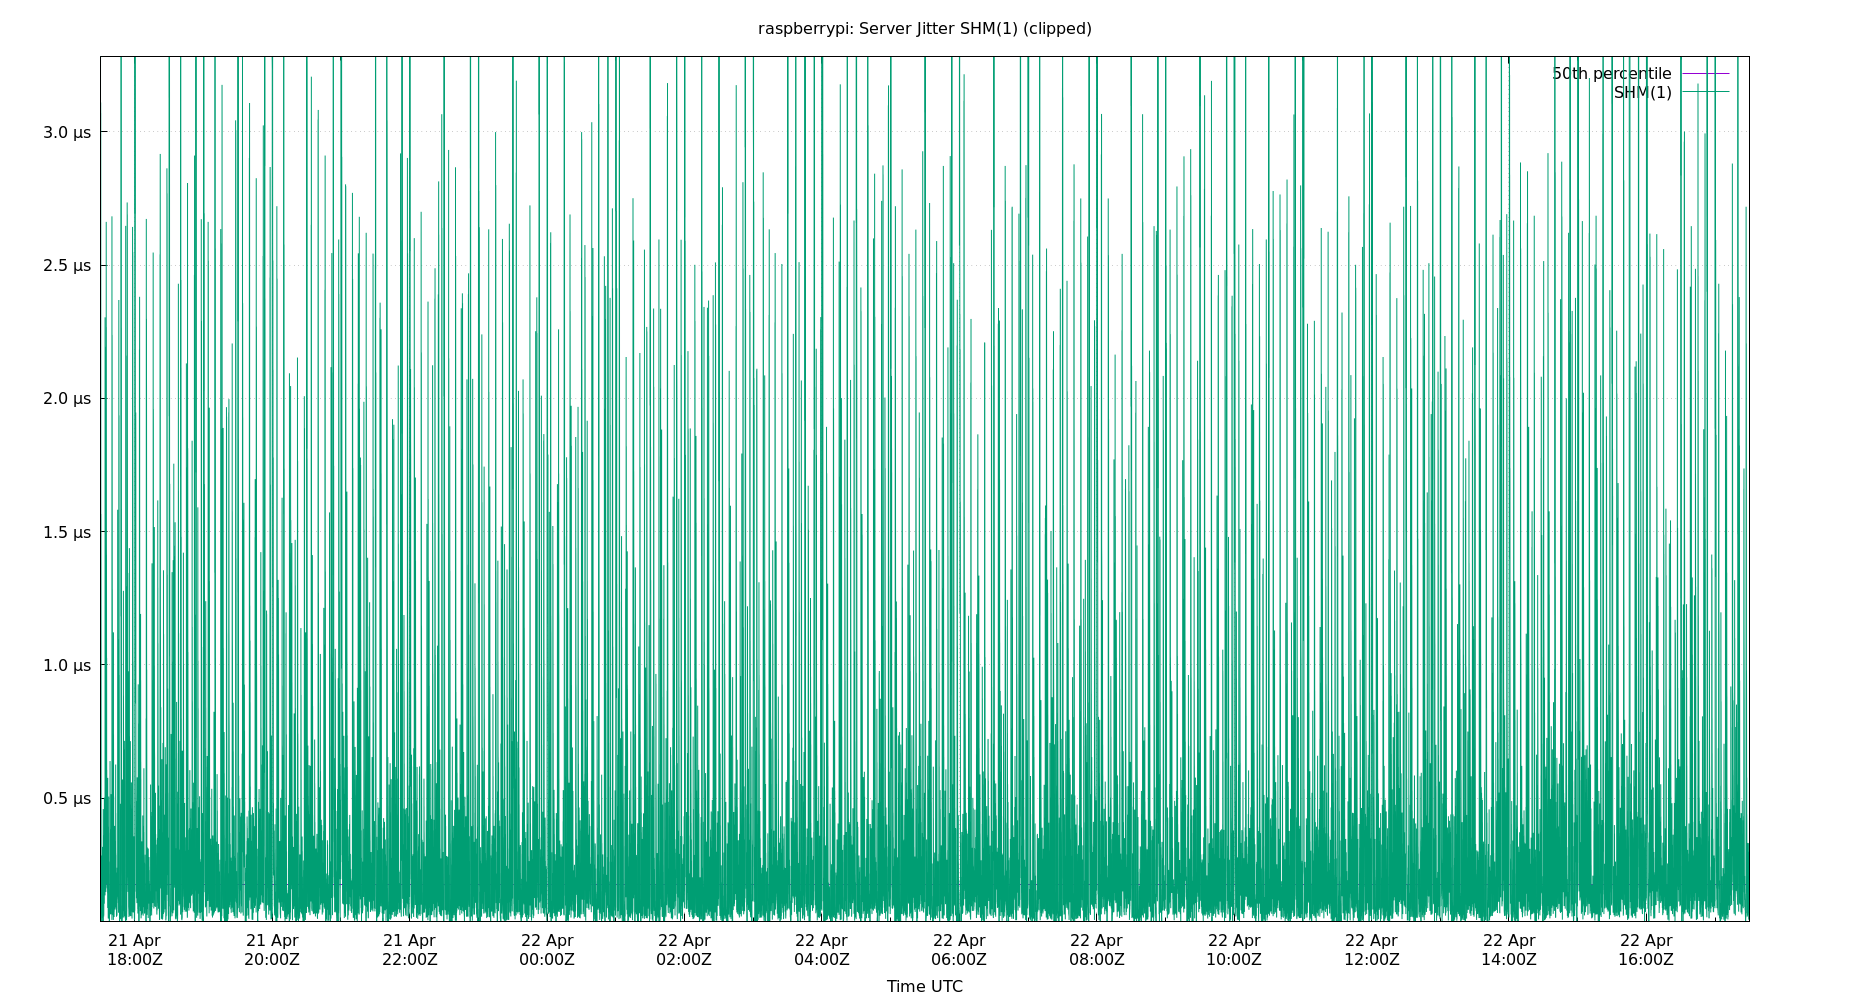 raspberrypi: Server Jitter SHM(1) (clipped)
50th percentile
SHM(1)
3.0 µs
2.5 µs
2.0 µs
1.5 µs
1.0 µs
0.5 µs
21 Apr 21 Apr 21 Apr 22 Apr 22 Apr 22 Apr 22 Apr 22 Apr 22 Apr 22 Apr 22 Apr 22 Apr
18:00Z 20:00Z 22:00Z 00:00Z 02:00Z 04:00Z 06:00Z 08:00Z 10:00Z 12:00Z 14:00Z 16:00Z
Time UTC